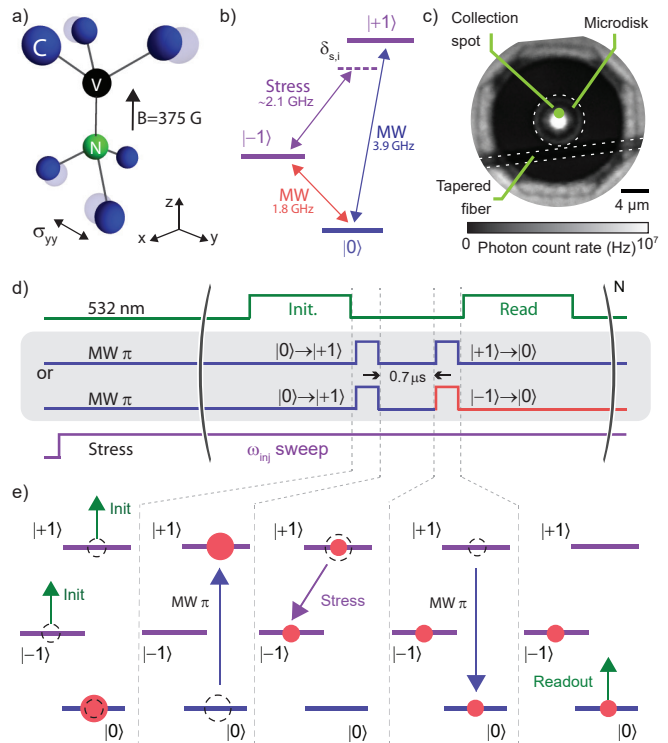 a)
C
V
N
B=375 G
σyy
z
x
y
b)
|+1⟩
δs,i
Stress
~2.1 GHz
|−1⟩
MW
3.9 GHz
MW
1.8 GHz
|0⟩
c)
Collection
spot
Microdisk
Tapered
fiber
4 μm
0
10⁷
Photon count rate (Hz)
d)
N
532 nm
Init.
Read
MW π
|0⟩→|+1⟩
|+1⟩→|0⟩
or
0.7 μs
MW π
|0⟩→|+1⟩
|−1⟩→|0⟩
Stress
ωinj sweep
e)
Init
|+1⟩
Init
|−1⟩
|0⟩
|+1⟩
MW π
|−1⟩
|0⟩
|+1⟩
Stress
|−1⟩
|0⟩
|+1⟩
MW π
|−1⟩
|0⟩
|+1⟩
|−1⟩
Readout
|0⟩